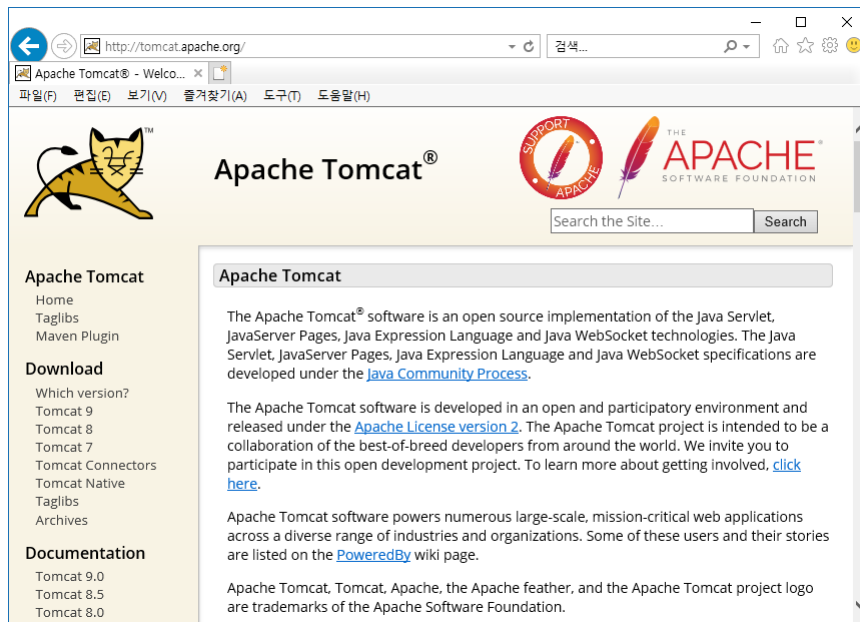 http://tomcat.apache.org/
검색...
Apache Tomcat® - Welco...
파일(F) 편집(E) 보기(V) 즐겨찾기(A) 도구(T) 도움말(H)
TM
Apache Tomcat®
SUPPORT
APACHE
THE
APACHE®
SOFTWARE FOUNDATION
Search the Site...
Search
Apache Tomcat
Home
Taglibs
Maven Plugin
Download
Which version?
Tomcat 9
Tomcat 8
Tomcat 7
Tomcat Connectors
Tomcat Native
Taglibs
Archives
Documentation
Tomcat 9.0
Tomcat 8.5
Tomcat 8.0
Apache Tomcat
The Apache Tomcat® software is an open source implementation of the Java Servlet,
JavaServer Pages, Java Expression Language and Java WebSocket technologies. The Java
Servlet, JavaServer Pages, Java Expression Language and Java WebSocket specifications are
developed under the Java Community Process.
The Apache Tomcat software is developed in an open and participatory environment and
released under the Apache License version 2. The Apache Tomcat project is intended to be a
collaboration of the best-of-breed developers from around the world. We invite you to
participate in this open development project. To learn more about getting involved, click
here.
Apache Tomcat software powers numerous large-scale, mission-critical web applications
across a diverse range of industries and organizations. Some of these users and their stories
are listed on the PoweredBy wiki page.
Apache Tomcat, Tomcat, Apache, the Apache feather, and the Apache Tomcat project logo
are trademarks of the Apache Software Foundation.